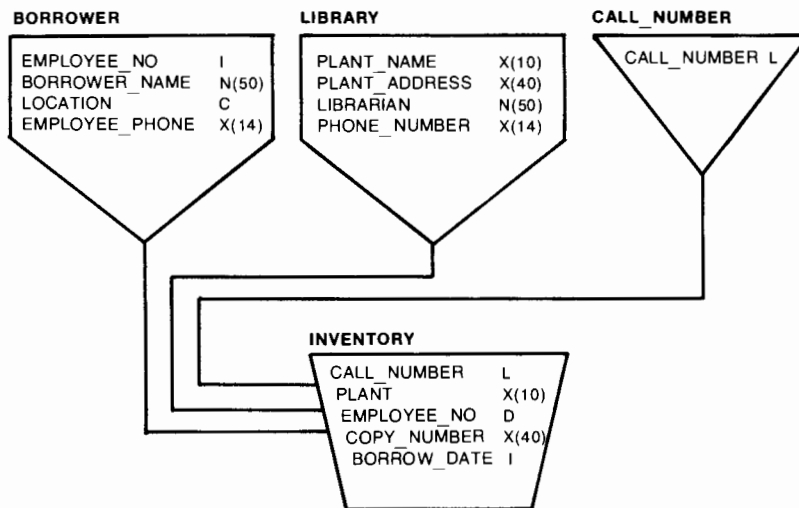 BORROWER
EMPLOYEE_NO I
BORROWER_NAME N(50)
LOCATION C
EMPLOYEE_PHONE X(14)
LIBRARY
PLANT_NAME X(10)
PLANT_ADDRESS X(40)
LIBRARIAN N(50)
PHONE_NUMBER X(14)
CALL_NUMBER
CALL_NUMBER L
INVENTORY
CALL_NUMBER L
PLANT X(10)
EMPLOYEE_NO D
COPY_NUMBER X(40)
BORROW_DATE I